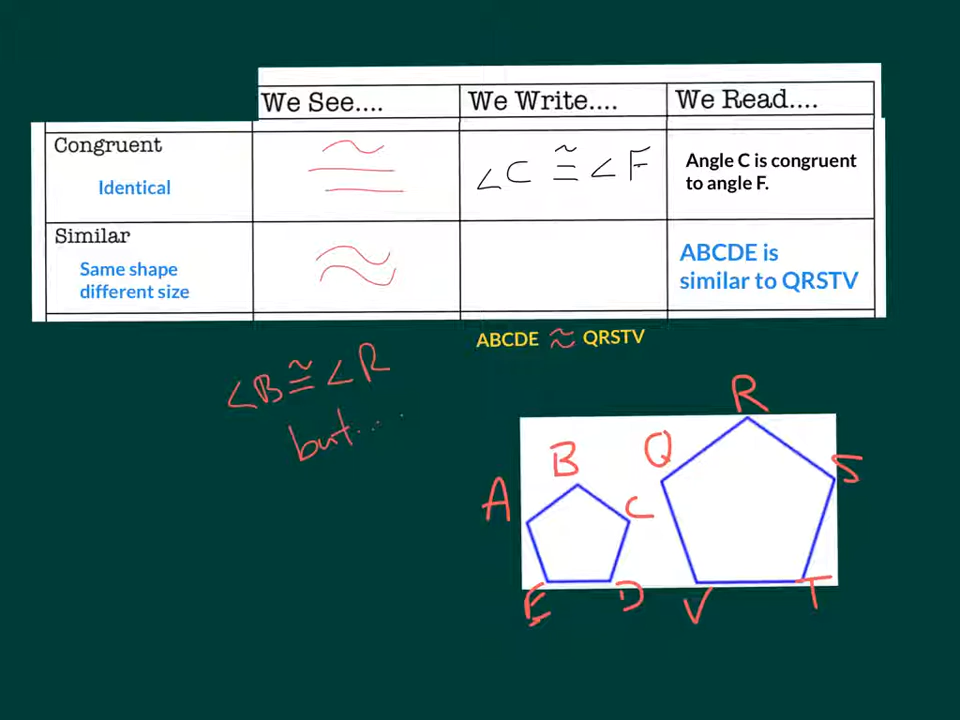 We See.... We Write.... We Read....
Congruent
Identical
≅
∠C ≅ ∠F
Angle C is congruent
to angle F.
Similar
Same shape
different size
≈
ABCDE is
similar to QRSTV
ABCDE ≈ QRSTV
∠B ≅ ∠R
but.....
R
B
Q
S
A
C
E
D
V
T